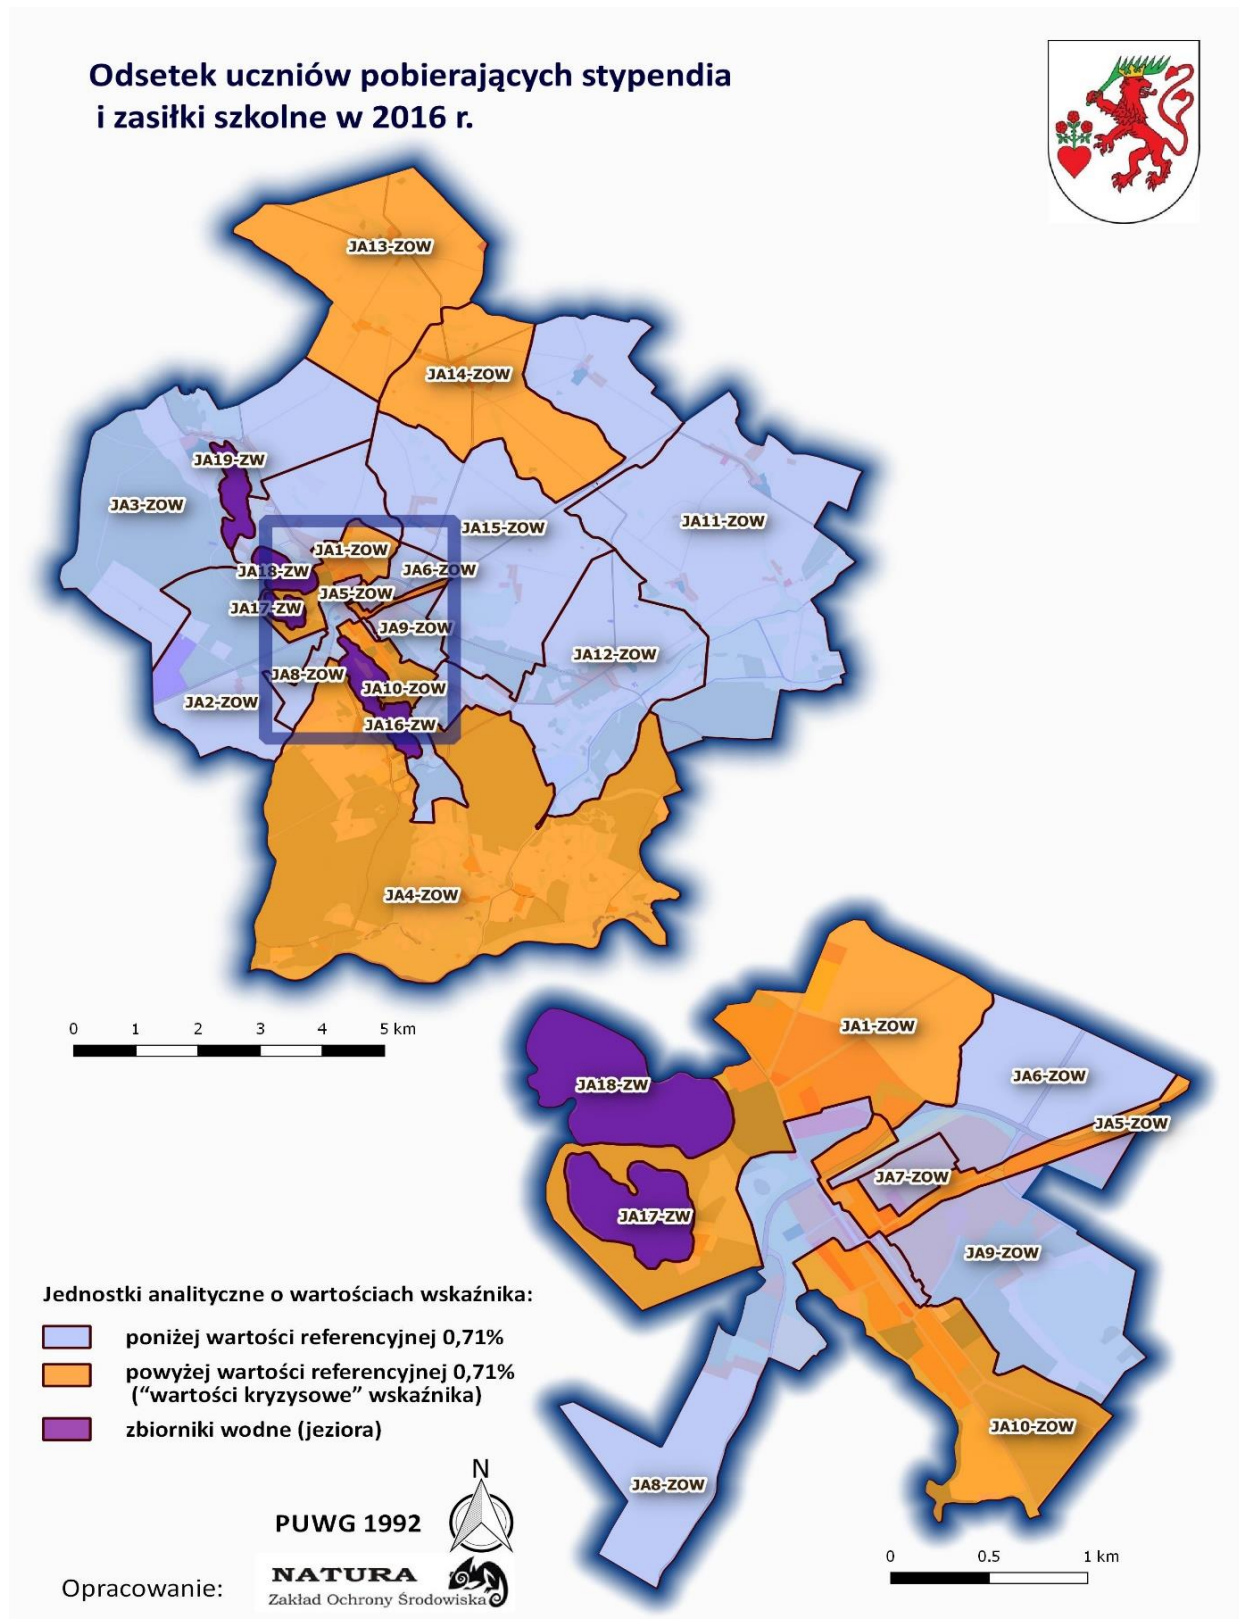 Odsetek uczniów pobierających stypendia
i zasiłki szkolne w 2016 r.
JA13-ZOW
JA14-ZOW
JA19-ZW
JA3-ZOW
JA11-ZOW
JA15-ZOW
JA1-ZOW
JA18-ZW
JA6-ZOW
JA5-ZOW
JA17-ZW
JA9-ZOW
JA12-ZOW
JA8-ZOW
JA10-ZOW
JA2-ZOW
JA16-ZW
JA4-ZOW
0 1 2 3 4 5 km
JA1-ZOW
JA6-ZOW
JA18-ZW
JA5-ZOW
JA7-ZOW
JA17-ZW
JA9-ZOW
JA10-ZOW
JA8-ZOW
Jednostki analityczne o wartościach wskaźnika:
poniżej wartości referencyjnej 0,71%
powyżej wartości referencyjnej 0,71%
(“wartości kryzysowe” wskaźnika)
zbiorniki wodne (jeziora)
N
PUWG 1992
0 0.5 1 km
Opracowanie:
NATURA
Zakład Ochrony Środowiska